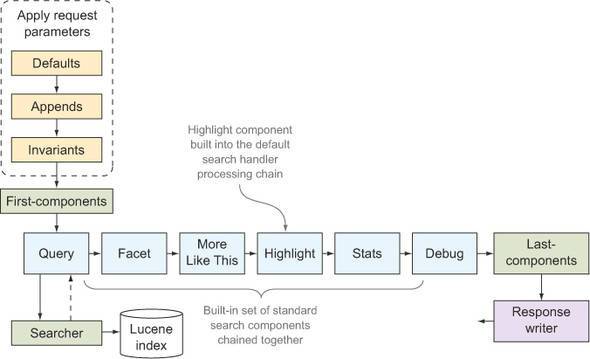 Apply request
parameters
Defaults
Appends
Invariants
First-components
Highlight component
built into the default
search handler
processing chain
Query
Facet
More
Like This
Highlight
Stats
Debug
Last-
components
Searcher
Lucene
index
Built-in set of standard
search components
chained together
Response
writer